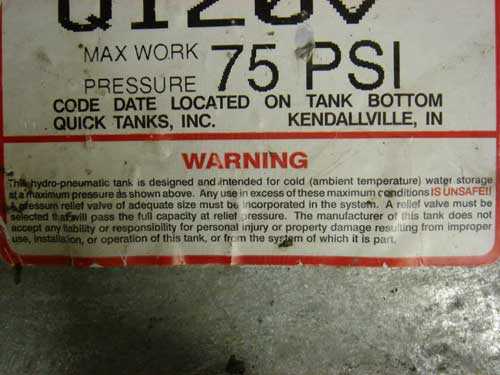 Q120V
MAX WORK
PRESSURE 75 PSI
CODE DATE LOCATED ON TANK BOTTOM
QUICK TANKS, INC. KENDALLVILLE, IN
WARNING
This hydro-pneumatic tank is designed and intended for cold (ambient temperature) water storage
at a maximum pressure as shown above. Any use in excess of these maximum conditions IS UNSAFE!!
A pressure relief valve of adequate size must be incorporated in the system. A relief valve must be
selected that will pass the full capacity at relief pressure. The manufacturer of this tank does not
accept any liability or responsibility for personal injury or property damage resulting from improper
use, installation, or operation of this tank, or from the system of which it is part.